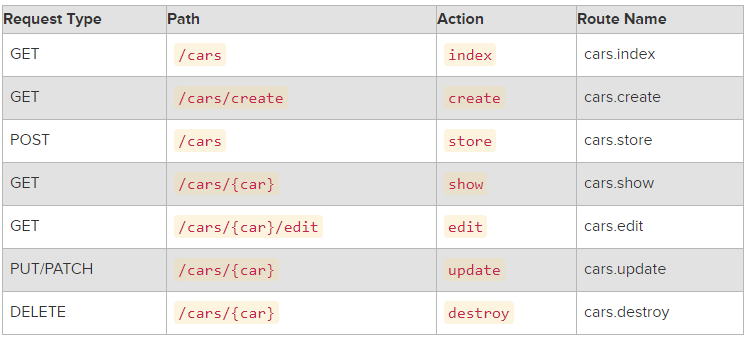 Request Type Path Action Route Name
GET /cars index cars.index
GET /cars/create create cars.create
POST /cars store cars.store
GET /cars/{car} show cars.show
GET /cars/{car}/edit edit cars.edit
PUT/PATCH /cars/{car} update cars.update
DELETE /cars/{car} destroy cars.destroy